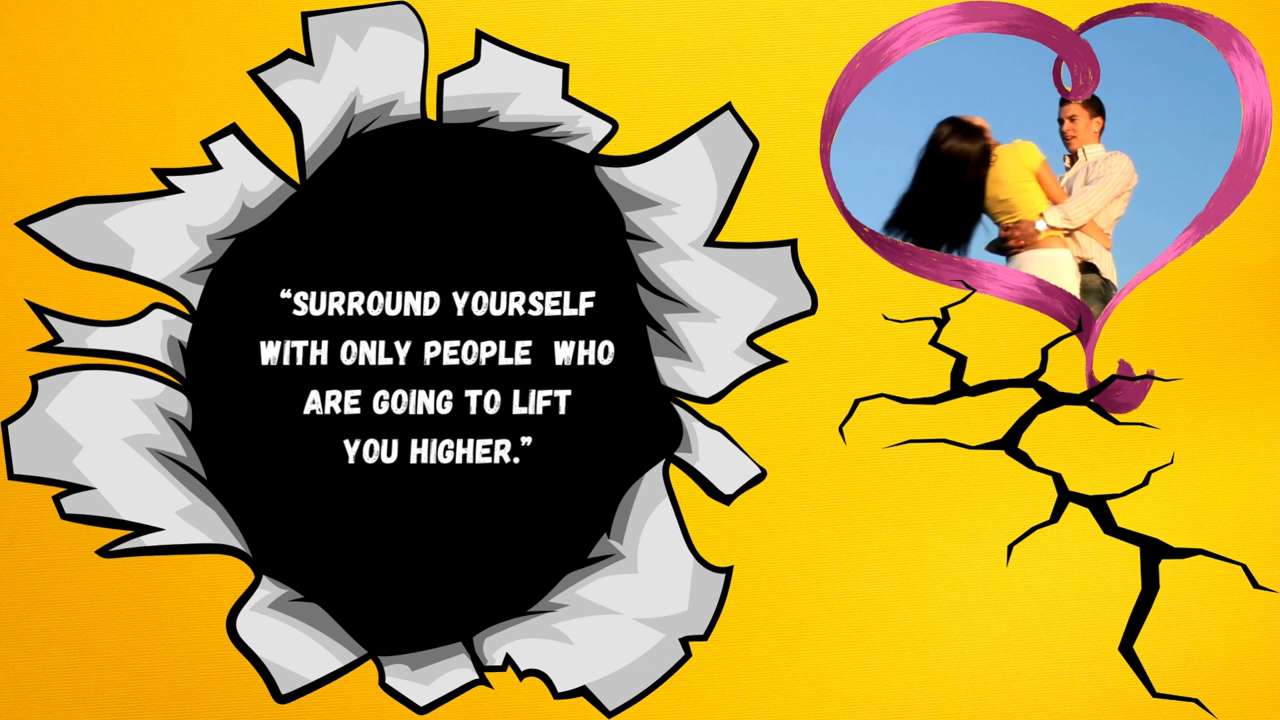 “SURROUND YOURSELF
WITH ONLY PEOPLE WHO
ARE GOING TO LIFT
YOU HIGHER.”